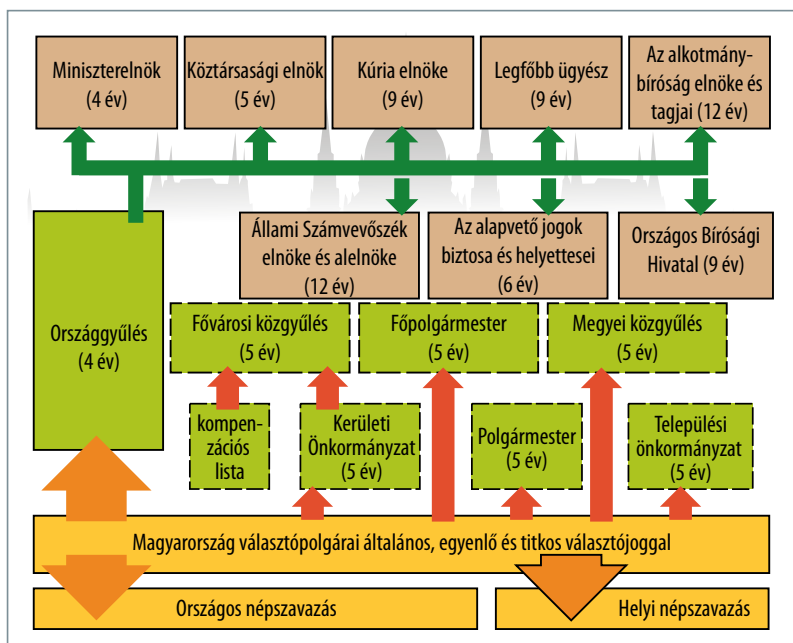 Miniszterelnök
(4 év)
Köztársasági elnök
(5 év)
Kúria elnöke
(9 év)
Legfőbb ügyész
(9 év)
Az alkotmány-
bíróság elnöke és
tagjai (12 év)
Állami Számvevőszék
elnöke és alelnöke
(12 év)
Az alapvető jogok
biztosa és helyettesei
(6 év)
Országos Bírósági
Hivatal (9 év)
Országgyűlés
(4 év)
Fővárosi közgyűlés
(5 év)
Főpolgármester
(5 év)
Megyei közgyűlés
(5 év)
kompen-
zációs
lista
Kerületi
Önkormányzat
(5 év)
Polgármester
(5 év)
Települési
önkormányzat
(5 év)
Magyarország választópolgárai általános, egyenlő és titkos választójoggal
Országos népszavazás
Helyi népszavazás